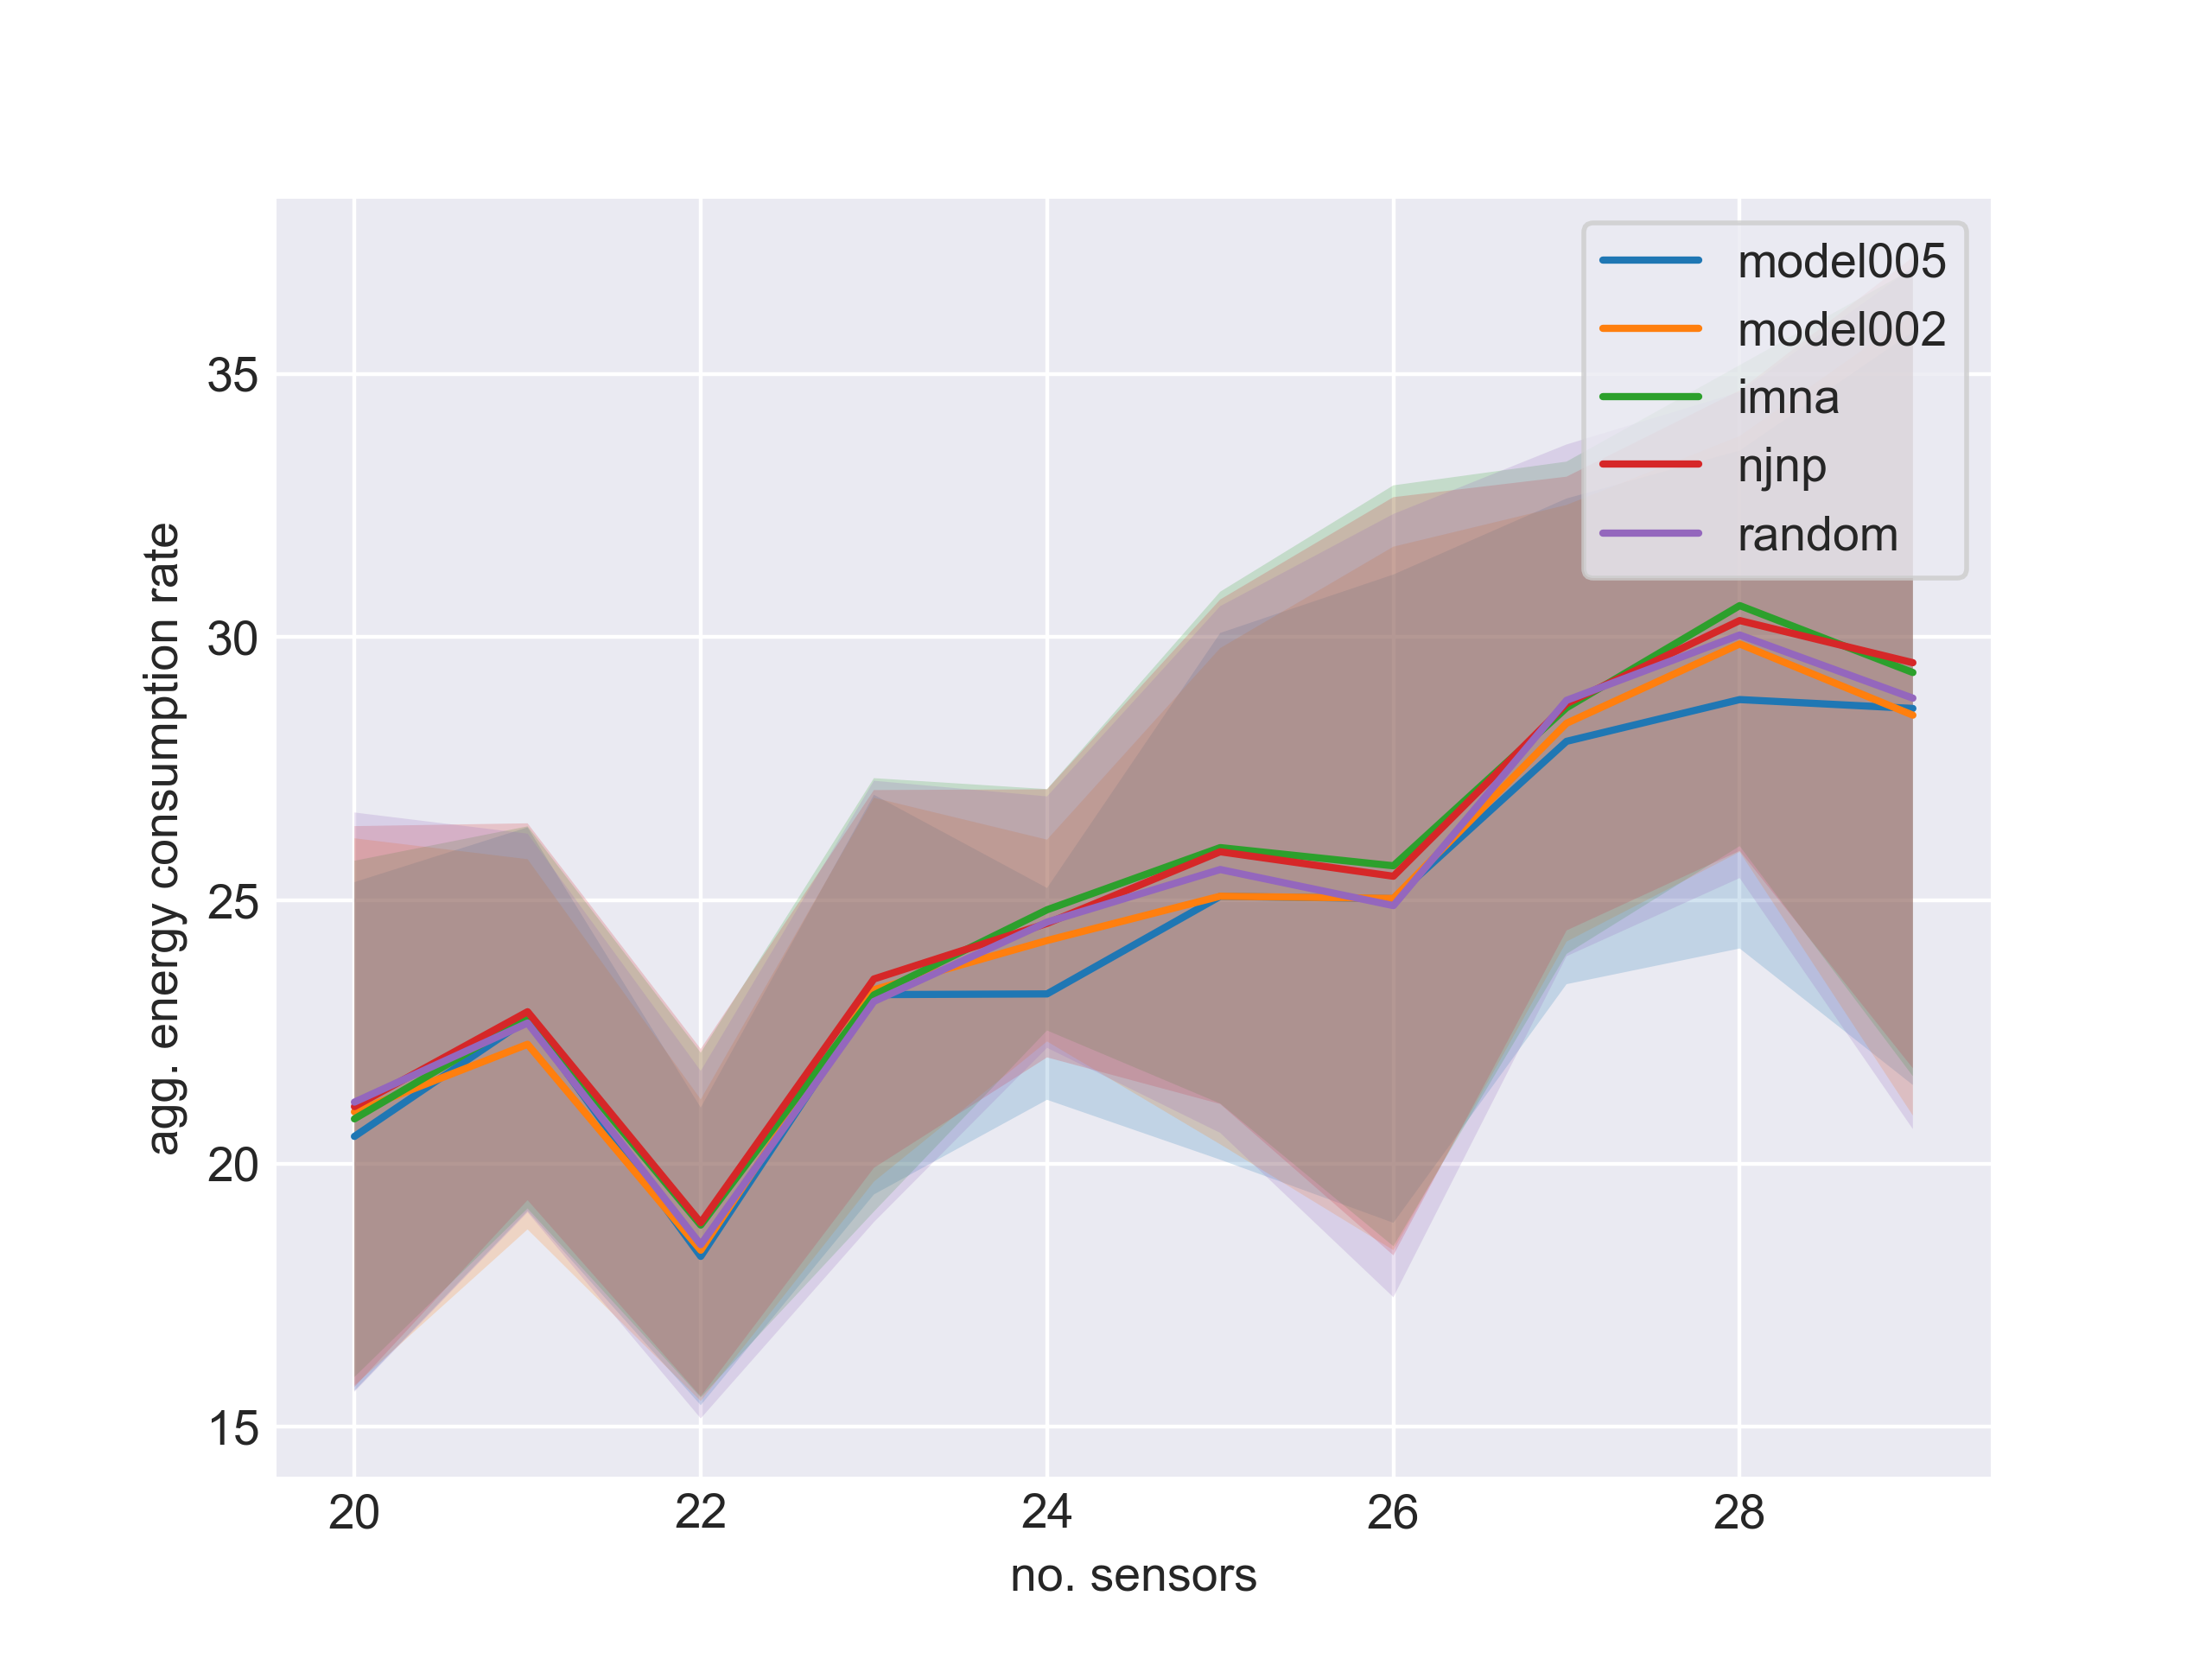 model005
model002
imna
njnp
random
35
30
25
20
15
agg. energy consumption rate
20 22 24 26 28
no. sensors